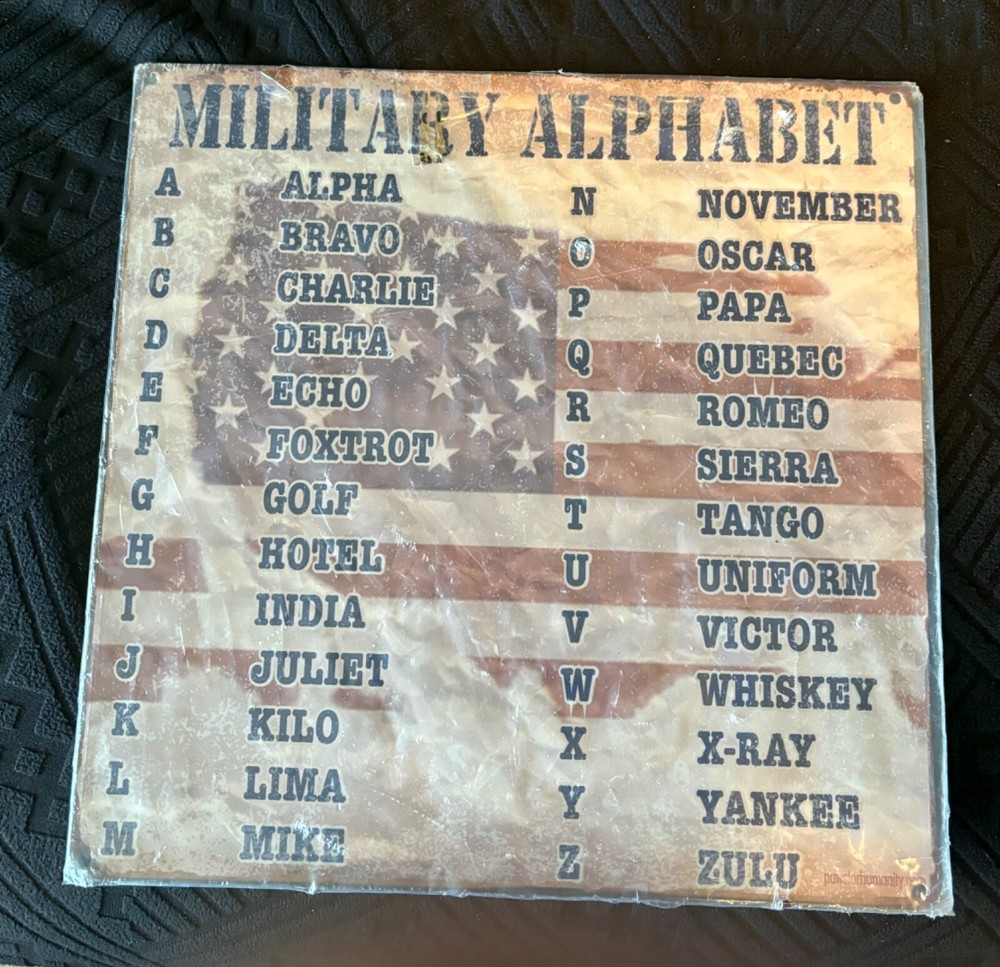 MILITARY ALPHABET
A ALPHA
B BRAVO
C CHARLIE
D DELTA
E ECHO
F FOXTROT
G GOLF
H HOTEL
I INDIA
J JULIET
K KILO
L LIMA
M MIKE
N NOVEMBER
O OSCAR
P PAPA
Q QUEBEC
R ROMEO
S SIERRA
T TANGO
U UNIFORM
V VICTOR
W WHISKEY
X X-RAY
Y YANKEE
Z ZULU